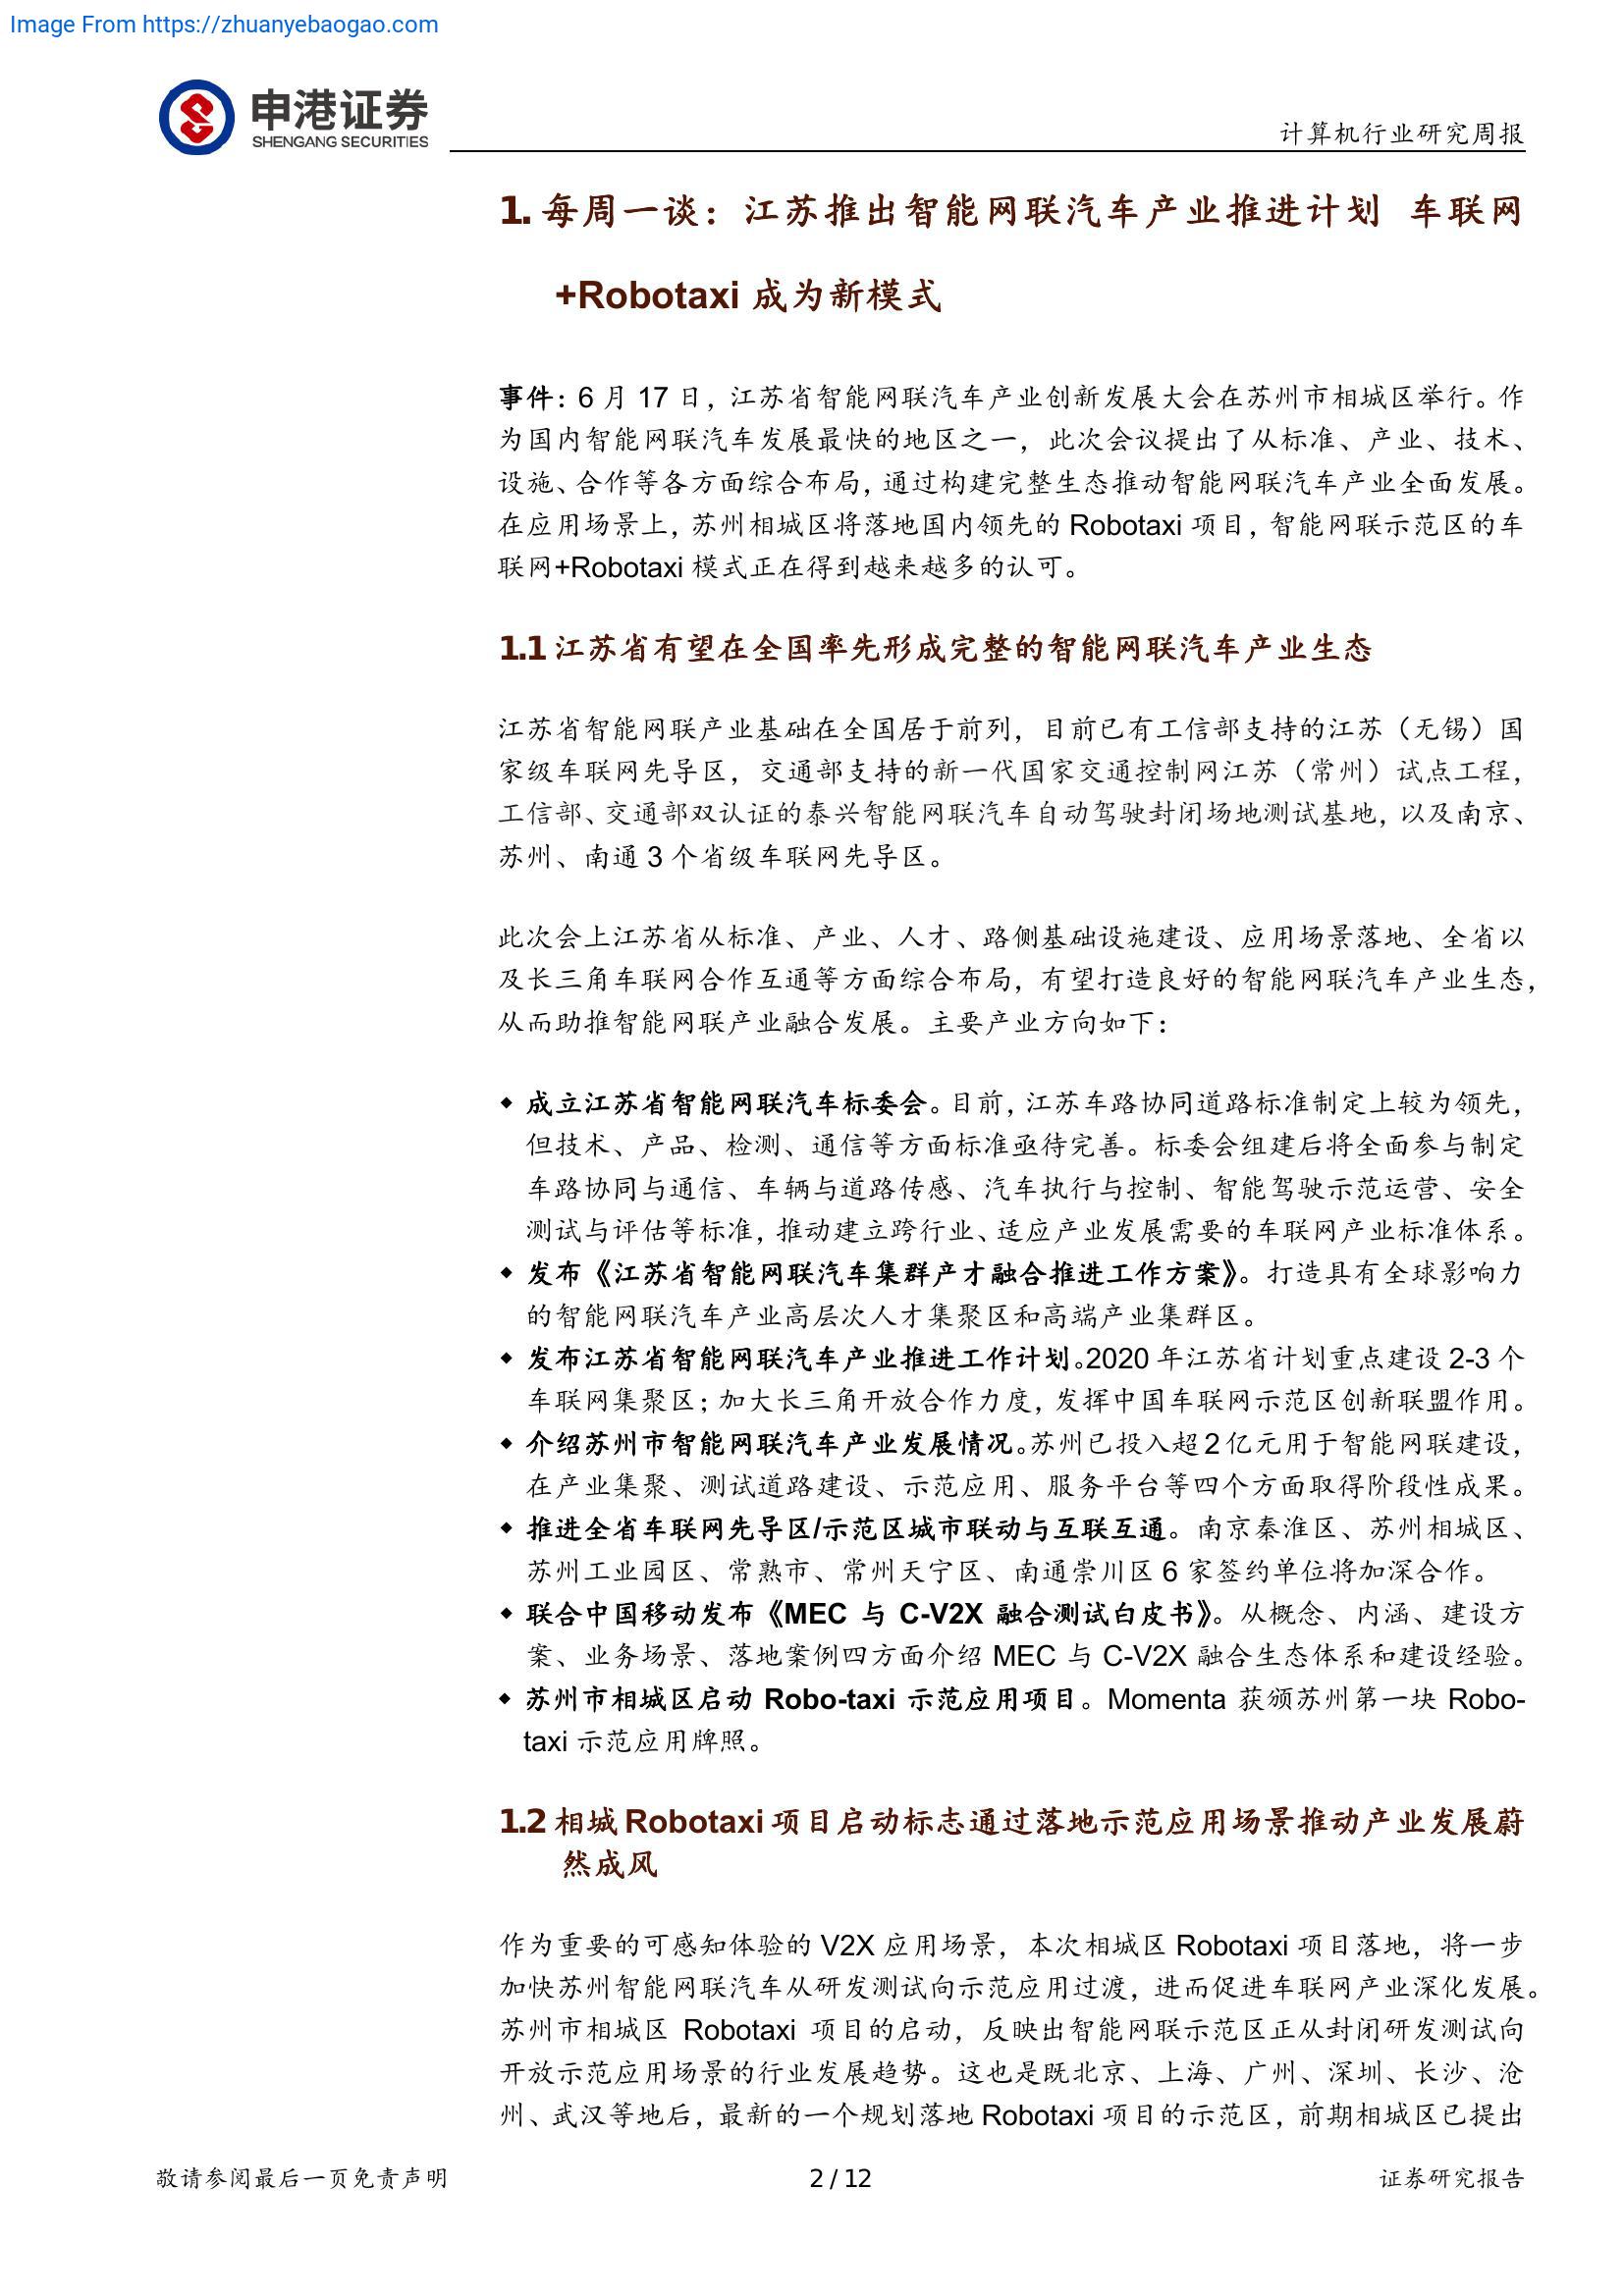 Image From https://zhuanyebaogao.com
申港证券
SHENGANG SECURITIES
计算机行业研究周报
1. 每周一谈：江苏推出智能网联汽车产业推进计划 车联网
+Robotaxi 成为新模式
事件：6 月 17 日，江苏省智能网联汽车产业创新发展大会在苏州市相城区举行。作
为国内智能网联汽车发展最快的地区之一，此次会议提出了从标准、产业、技术、
设施、合作等各方面综合布局，通过构建完整生态推动智能网联汽车产业全面发展。
在应用场景上，苏州相城区将落地国内领先的 Robotaxi 项目，智能网联示范区的车
联网+Robotaxi 模式正在得到越来越多的认可。
1.1 江苏省有望在全国率先形成完整的智能网联汽车产业生态
江苏省智能网联产业基础在全国居于前列，目前已有工信部支持的江苏（无锡）国
家级车联网先导区，交通部支持的新一代国家交通控制网江苏（常州）试点工程，
工信部、交通部双认证的泰兴智能网联汽车自动驾驶封闭场地测试基地，以及南京、
苏州、南通 3 个省级车联网先导区。
此次会上江苏省从标准、产业、人才、路侧基础设施建设、应用场景落地、全省以
及长三角车联网合作互通等方面综合布局，有望打造良好的智能网联汽车产业生态，
从而助推智能网联产业融合发展。主要产业方向如下：
◆ 成立江苏省智能网联汽车标委会。目前，江苏车路协同道路标准制定上较为领先，
但技术、产品、检测、通信等方面标准亟待完善。标委会组建后将全面参与制定
车路协同与通信、车辆与道路传感、汽车执行与控制、智能驾驶示范运营、安全
测试与评估等标准，推动建立跨行业、适应产业发展需要的车联网产业标准体系。
◆ 发布《江苏省智能网联汽车集群产才融合推进工作方案》。打造具有全球影响力
的智能网联汽车产业高层次人才集聚区和高端产业集群区。
◆ 发布江苏省智能网联汽车产业推进工作计划。2020 年江苏省计划重点建设 2-3 个
车联网集聚区；加大长三角开放合作力度，发挥中国车联网示范区创新联盟作用。
◆ 介绍苏州市智能网联汽车产业发展情况。苏州已投入超 2 亿元用于智能网联建设，
在产业集聚、测试道路建设、示范应用、服务平台等四个方面取得阶段性成果。
◆ 推进全省车联网先导区/示范区城市联动与互联互通。南京秦淮区、苏州相城区、
苏州工业园区、常熟市、常州天宁区、南通崇川区 6 家签约单位将加深合作。
◆ 联合中国移动发布《MEC 与 C-V2X 融合测试白皮书》。从概念、内涵、建设方
案、业务场景、落地案例四方面介绍 MEC 与 C-V2X 融合生态体系和建设经验。
◆ 苏州市相城区启动 Robo-taxi 示范应用项目。Momenta 获颁苏州第一块 Robo-
taxi 示范应用牌照。
1.2 相城 Robotaxi 项目启动标志通过落地示范应用场景推动产业发展蔚
然成风
作为重要的可感知体验的 V2X 应用场景，本次相城区 Robotaxi 项目落地，将一步
加快苏州智能网联汽车从研发测试向示范应用过渡，进而促进车联网产业深化发展。
苏州市相城区 Robotaxi 项目的启动，反映出智能网联示范区正从封闭研发测试向
开放示范应用场景的行业发展趋势。这也是既北京、上海、广州、深圳、长沙、沧
州、武汉等地后，最新的一个规划落地 Robotaxi 项目的示范区，前期相城区已提出
敬请参阅最后一页免责声明
2 / 12
证券研究报告